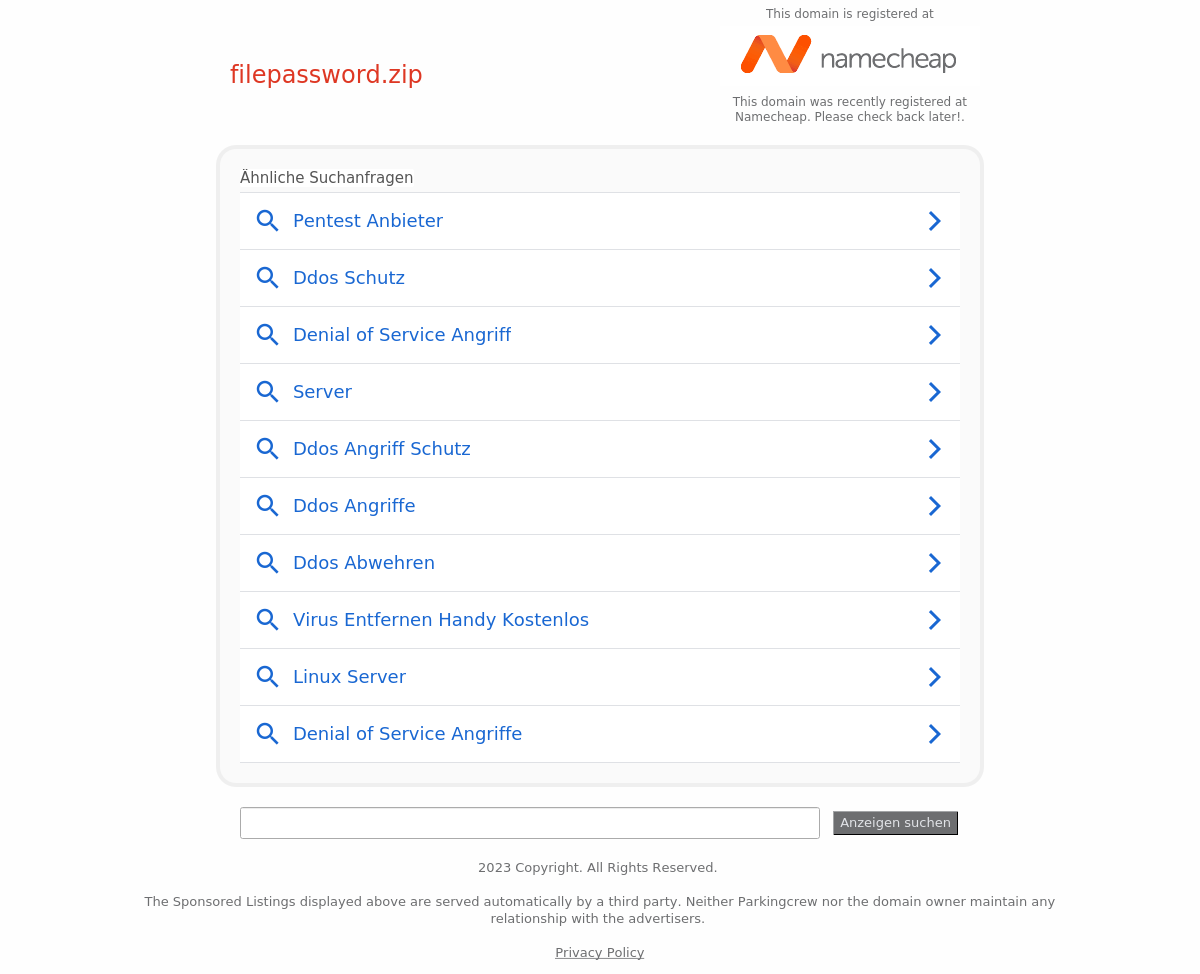 This domain is registered at
namecheap
filepassword.zip
This domain was recently registered at
Namecheap. Please check back later!.
Ähnliche Suchanfragen
Pentest Anbieter
Ddos Schutz
Denial of Service Angriff
Server
Ddos Angriff Schutz
Ddos Angriffe
Ddos Abwehren
Virus Entfernen Handy Kostenlos
Linux Server
Denial of Service Angriffe
Anzeigen suchen
2023 Copyright. All Rights Reserved.
The Sponsored Listings displayed above are served automatically by a third party. Neither Parkingcrew nor the domain owner maintain any
relationship with the advertisers.
Privacy Policy